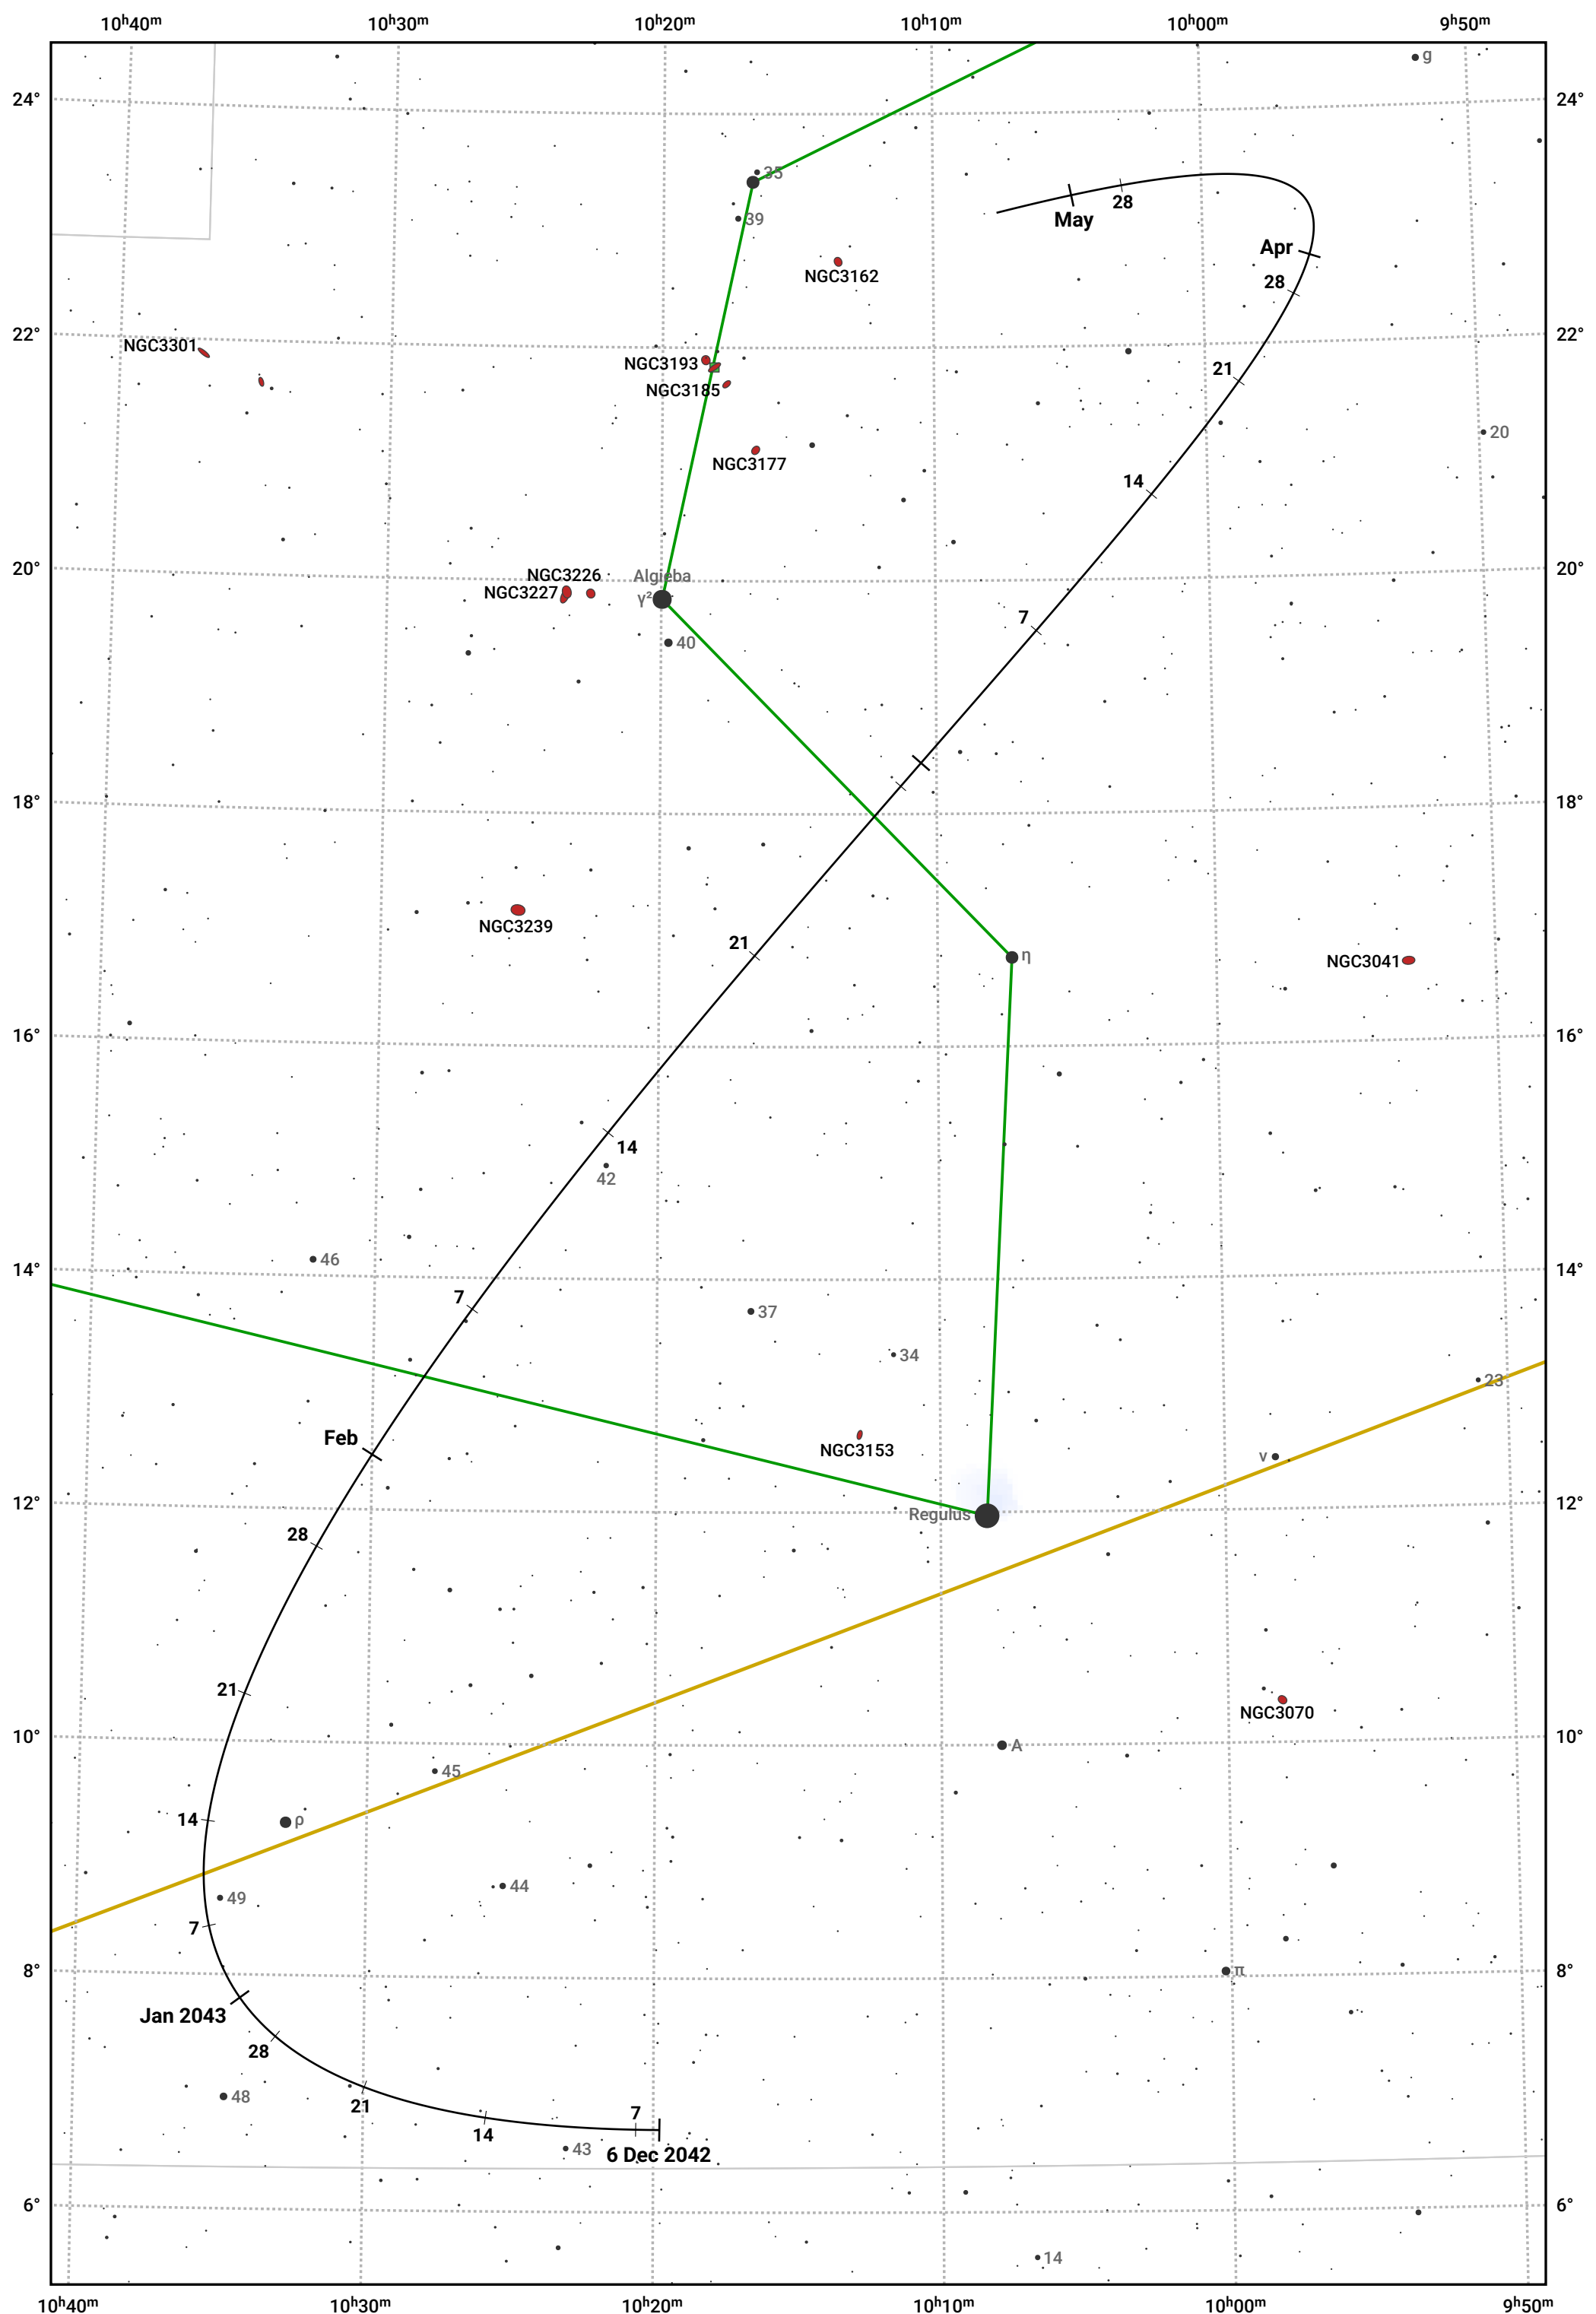 10ʰ40ᵐ 10ʰ30ᵐ 10ʰ20ᵐ 10ʰ10ᵐ 10ʰ00ᵐ 9ʰ50ᵐ
g
24° 24°
35
28
39 May
Apr
NGC3162
28
22° 22°
NGC3301
NGC3193
21
NGC3185
20
NGC3177
14
20° 20°
NGC3226 Algieba
NGC3227 γ²
7
40
18° 18°
NGC3239
21
η
NGC3041
16° 16°
14
42
46
14° 14°
7
37
34
23
Feb
NGC3153
ν
12° 12°
Regulus
28
21
NGC3070
10° 10°
A
45
14
ρ
44
49
7
8° 8°
π
Jan 2043
28
48
21
7
14
43
6 Dec 2042
6° 6°
14
10ʰ40ᵐ 10ʰ30ᵐ 10ʰ20ᵐ 10ʰ10ᵐ 10ʰ00ᵐ 9ʰ50ᵐ